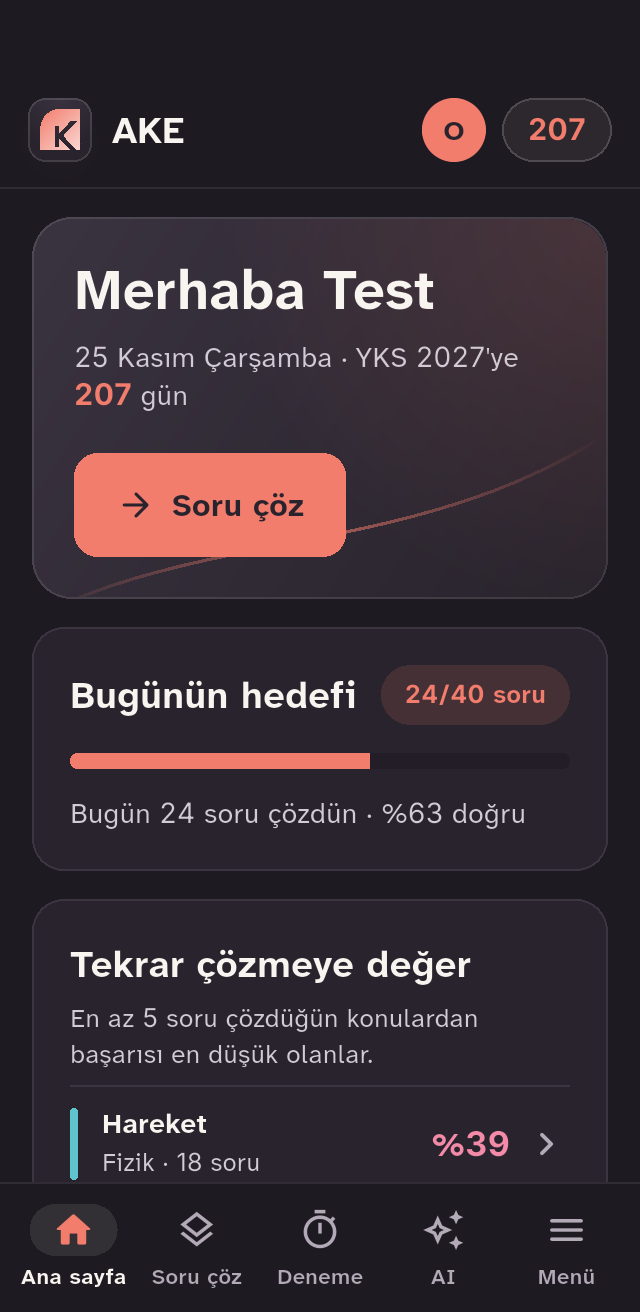 K
AKE
O
207
Merhaba Test
25 Kasım Çarşamba · YKS 2027'ye
207 gün
Soru çöz
Bugünün hedefi
24/40 soru
Bugün 24 soru çözdün · %63 doğru
Tekrar çözmeye değer
En az 5 soru çözdüğün konulardan
başarısı en düşük olanlar.
Hareket
%39
Fizik · 18 soru
Ana sayfa
Soru çöz
Deneme
AI
Menü